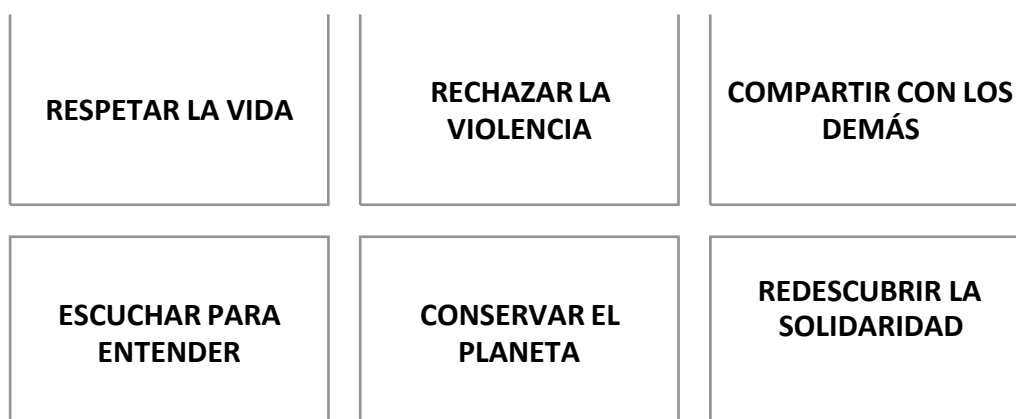 RESPETAR LA VIDA
RECHAZAR LA
VIOLENCIA
COMPARTIR CON LOS
DEMÁS
ESCUCHAR PARA
ENTENDER
CONSERVAR EL
PLANETA
REDESCUBRIR LA
SOLIDARIDAD